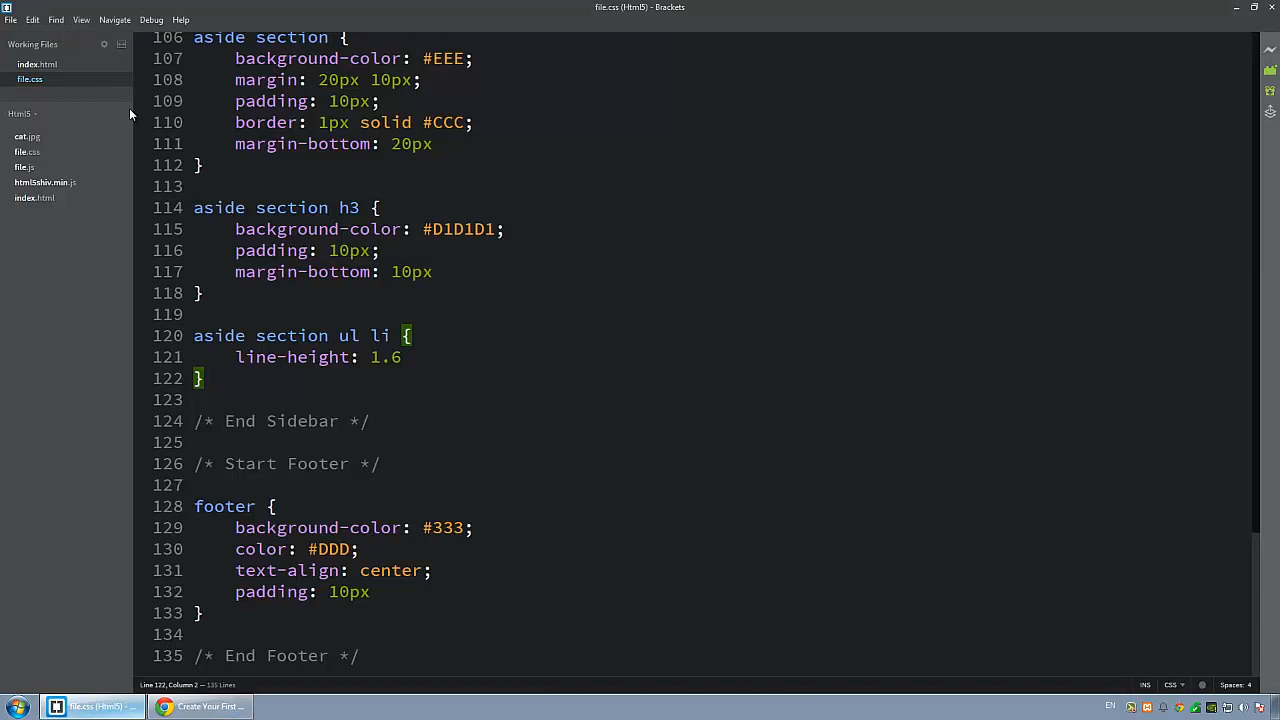 file.css (Html5) - Brackets
File Edit Find View Navigate Debug Help
Working Files
index.html
file.css
Html5
cat.jpg
file.css
file.js
html5shiv.min.js
index.html
106 aside section {
107 background-color: #EEE;
108 margin: 20px 10px;
109 padding: 10px;
110 border: 1px solid #CCC;
111 margin-bottom: 20px
112 }
113
114 aside section h3 {
115 background-color: #D1D1D1;
116 padding: 10px;
117 margin-bottom: 10px
118 }
119
120 aside section ul li {
121 line-height: 1.6
122 }
123
124 /* End Sidebar */
125
126 /* Start Footer */
127
128 footer {
129 background-color: #333;
130 color: #DDD;
131 text-align: center;
132 padding: 10px
133 }
134
135 /* End Footer */
Line 122, Column 2 — 135 Lines
INS CSS Spaces: 4
file.css (Html5) - ...
Create Your First ...
EN